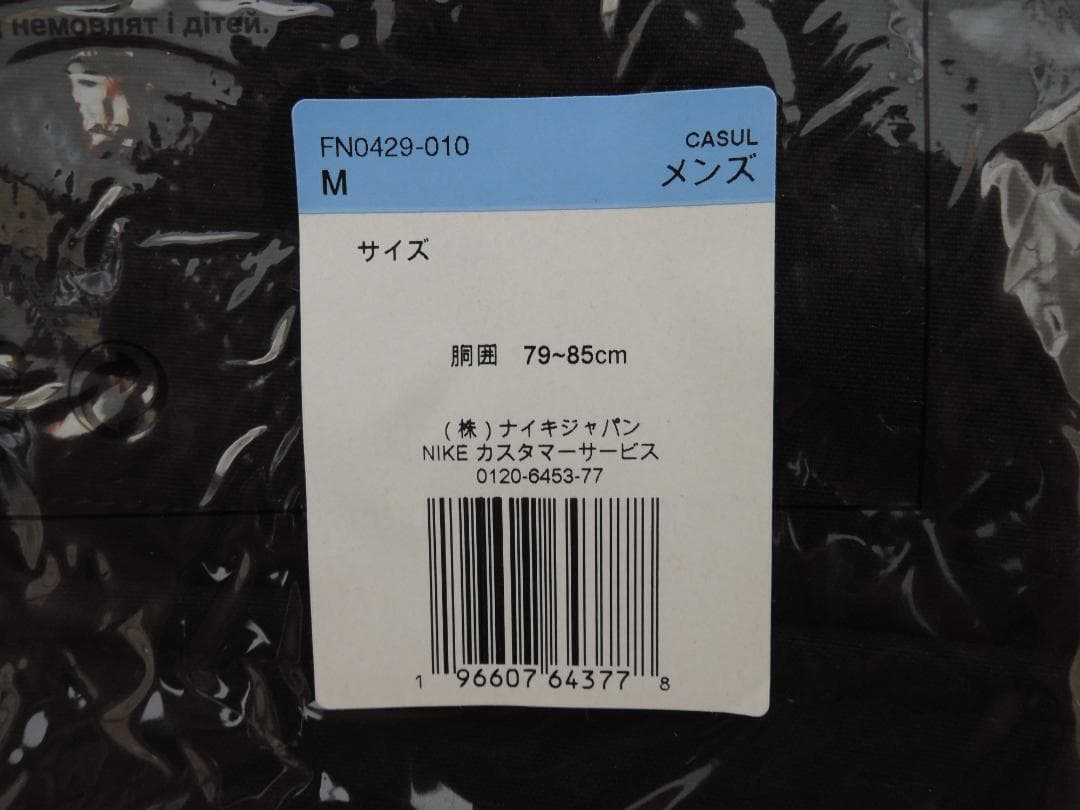 немовлят і дітей.
FN0429-010
CASUL
M
メンズ
サイズ
胴囲 79~85cm
(株)ナイキジャパン
NIKE カスタマーサービス
0120-6453-77
1 96607 64377 8